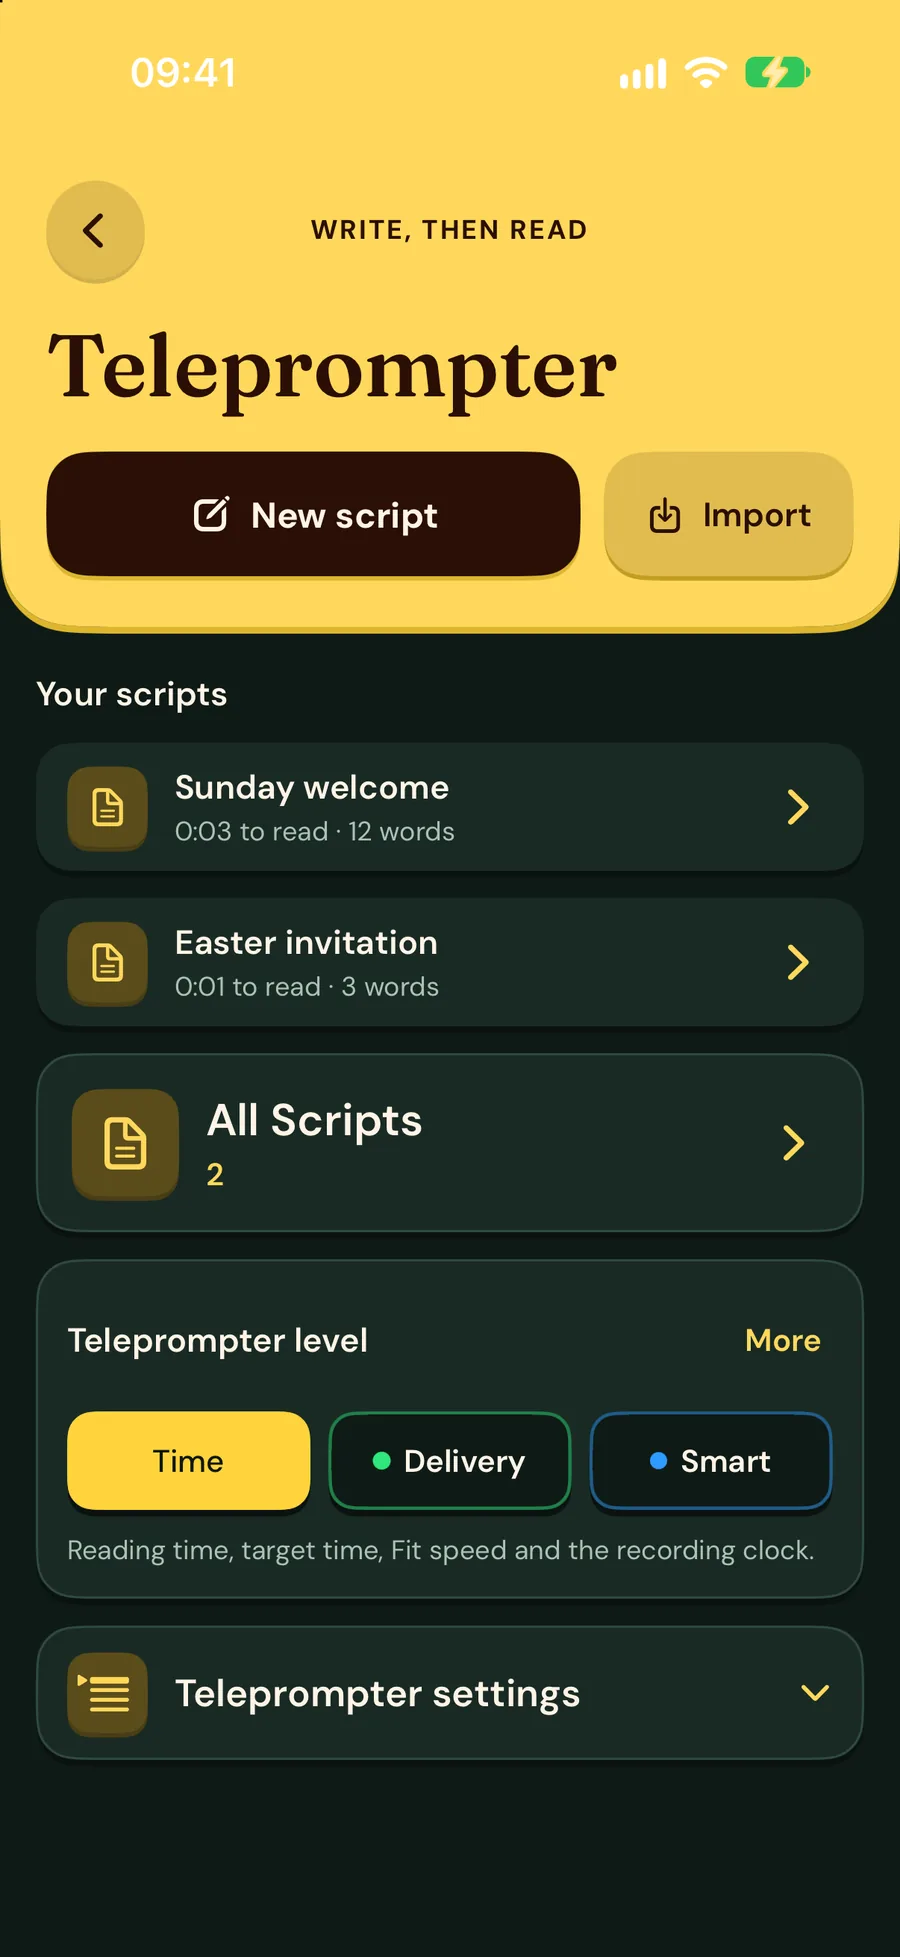 09:41
WRITE, THEN READ
Teleprompter
New script
Import
Your scripts
Sunday welcome
0:03 to read · 12 words
Easter invitation
0:01 to read · 3 words
All Scripts
2
Teleprompter level
More
Time
Delivery
Smart
Reading time, target time, Fit speed and the recording clock.
Teleprompter settings